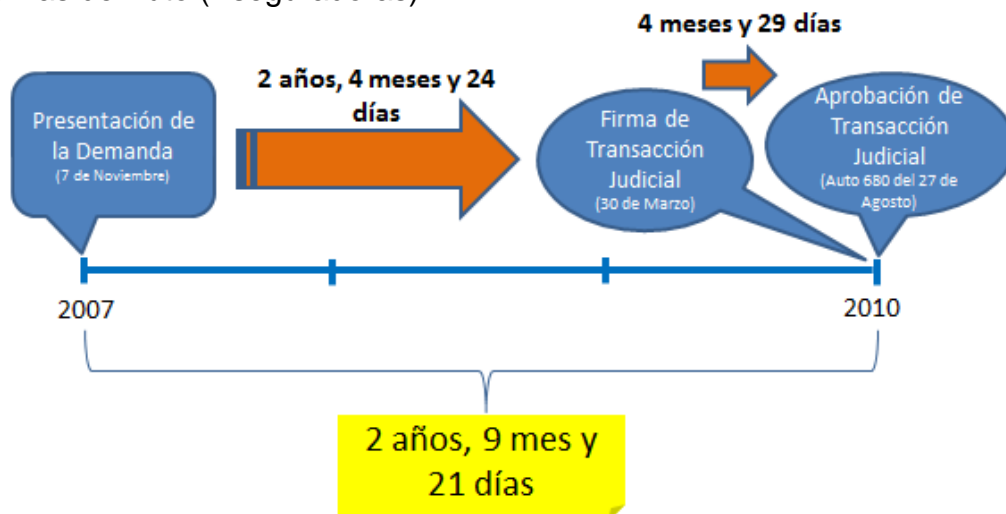 4 meses y 29 días
2 años, 4 meses y 24
días
Presentación de
la Demanda
(7 de Noviembre)
Firma de
Transacción
Judicial
(30 de Marzo)
Aprobación de
Transacción
Judicial
(Auto 680 del 27 de
Agosto)
2007
2010
2 años, 9 mes y
21 días